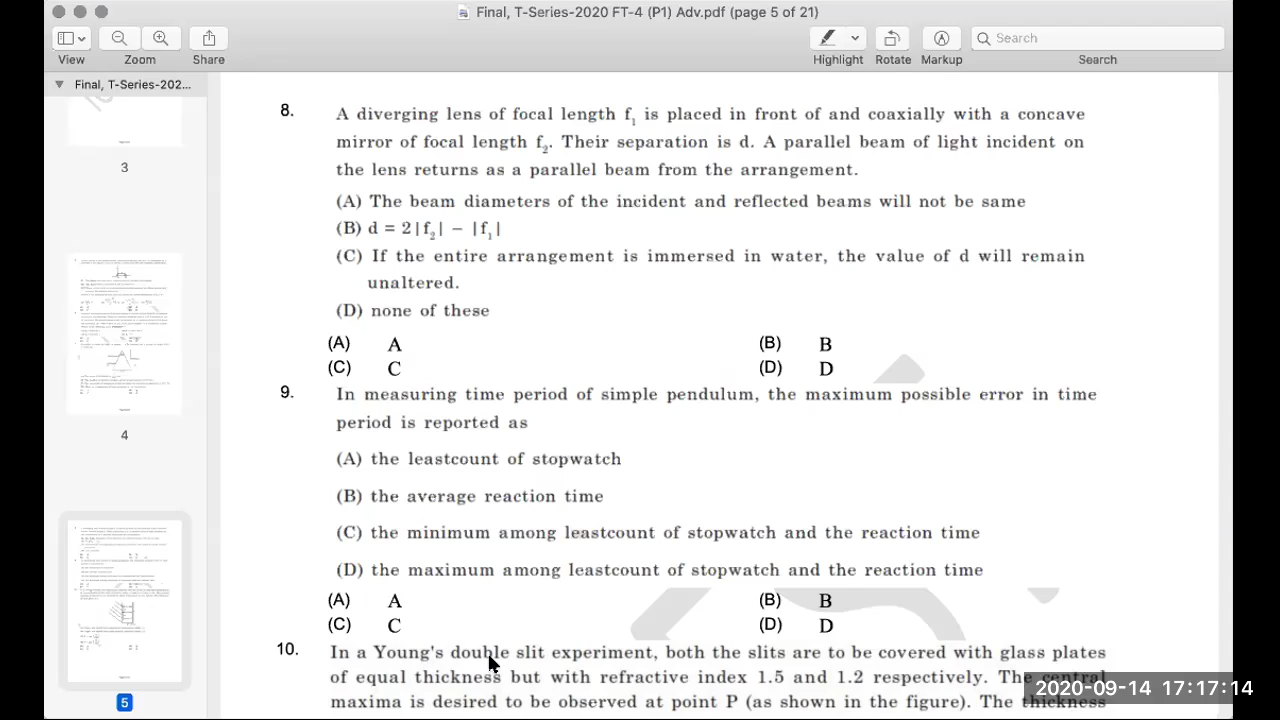 Final, T-Series-2020 FT-4 (P1) Adv.pdf (page 5 of 21)
View Zoom Share Highlight Rotate Markup Search
Search
Final, T-Series-202...
3
4
5
8. A diverging lens of focal length f₁ is placed in front of and coaxially with a concave
mirror of focal length f₂. Their separation is d. A parallel beam of light incident on
the lens returns as a parallel beam from the arrangement.
(A) The beam diameters of the incident and reflected beams will not be same
(B) d = 2|f₂| − |f₁|
(C) If the entire arrangement is immersed in water, the value of d will remain
unaltered.
(D) none of these
(A) A (B) B
(C) C (D) D
9. In measuring time period of simple pendulum, the maximum possible error in time
period is reported as
(A) the leastcount of stopwatch
(B) the average reaction time
(C) the minimum among leastcount of stopwatch and the reaction time
(D) the maximum among leastcount of stopwatch and the reaction time
(A) A (B) B
(C) C (D) D
10. In a Young's double slit experiment, both the slits are to be covered with glass plates
of equal thickness but with refractive index 1.5 and 1.2 respectively. The central
maxima is desired to be observed at point P (as shown in the figure). The thickness
2020-09-14 17:17:14